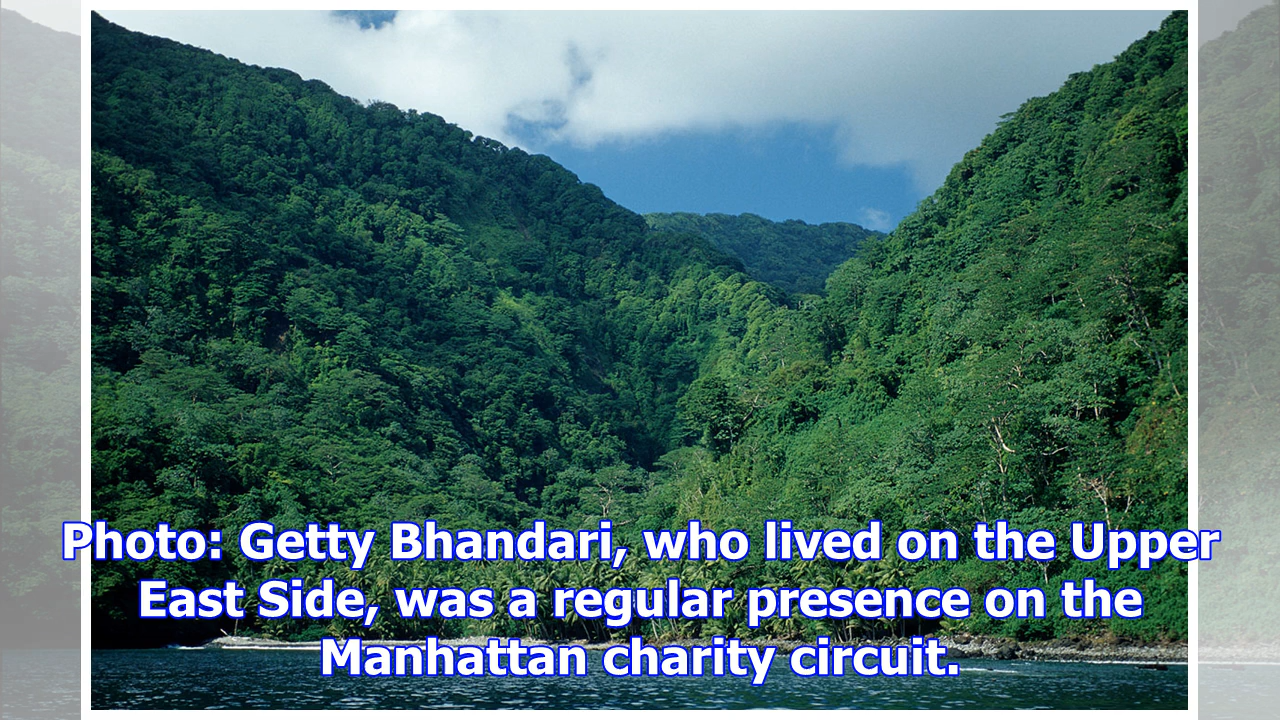 Photo: Getty Bhandari, who lived on the Upper
East Side, was a regular presence on the
Manhattan charity circuit.